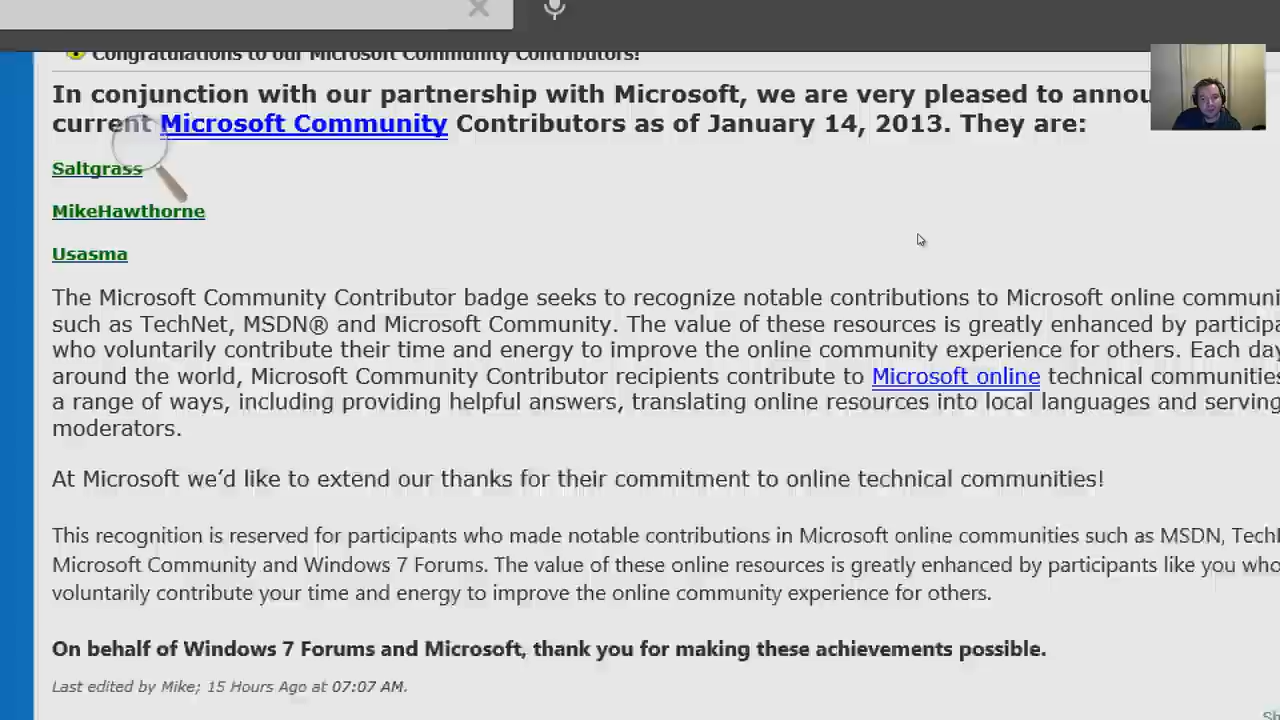 Congratulations to our Microsoft Community Contributors!
In conjunction with our partnership with Microsoft, we are very pleased to annou
current Microsoft Community Contributors as of January 14, 2013. They are:
Saltgrass
MikeHawthorne
Usasma
The Microsoft Community Contributor badge seeks to recognize notable contributions to Microsoft online communi
such as TechNet, MSDN® and Microsoft Community. The value of these resources is greatly enhanced by participa
who voluntarily contribute their time and energy to improve the online community experience for others. Each day
around the world, Microsoft Community Contributor recipients contribute to Microsoft online technical communities
a range of ways, including providing helpful answers, translating online resources into local languages and serving
moderators.
At Microsoft we’d like to extend our thanks for their commitment to online technical communities!
This recognition is reserved for participants who made notable contributions in Microsoft online communities such as MSDN, Tech
Microsoft Community and Windows 7 Forums. The value of these online resources is greatly enhanced by participants like you who
voluntarily contribute your time and energy to improve the online community experience for others.
On behalf of Windows 7 Forums and Microsoft, thank you for making these achievements possible.
Last edited by Mike; 15 Hours Ago at 07:07 AM.
Sh